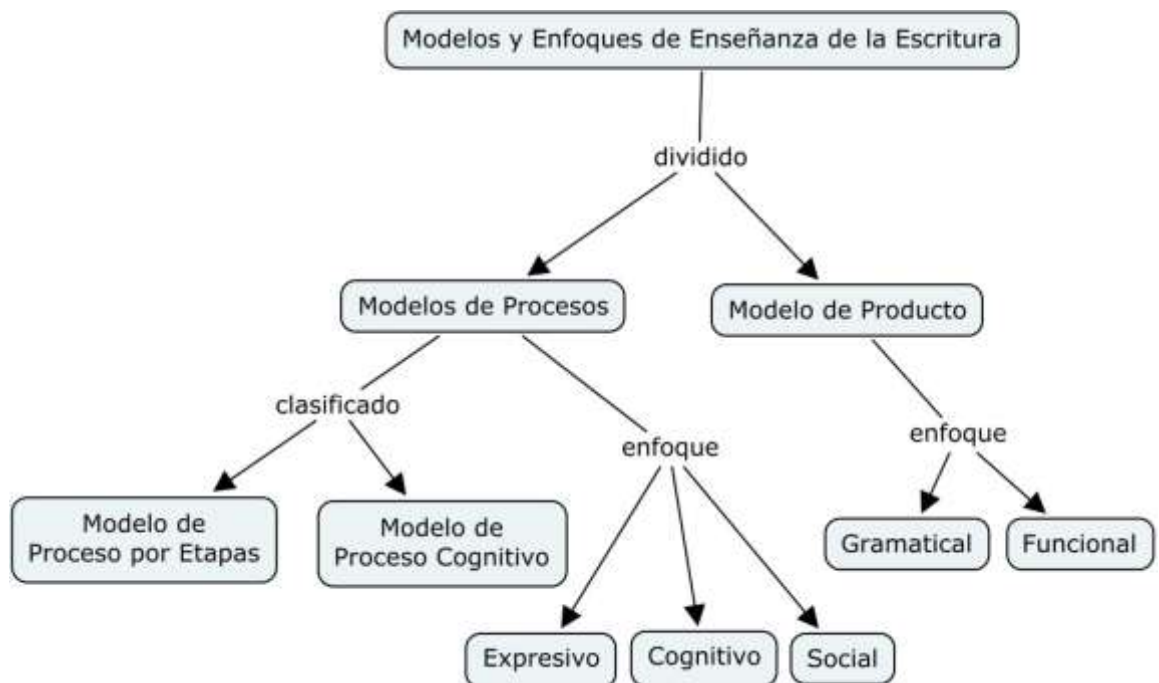 Modelos y Enfoques de Enseñanza de la Escritura
dividido
Modelos de Procesos
Modelo de Producto
clasificado
enfoque
enfoque
Modelo de
Proceso por Etapas
Modelo de
Proceso Cognitivo
Gramatical
Funcional
Expresivo
Cognitivo
Social